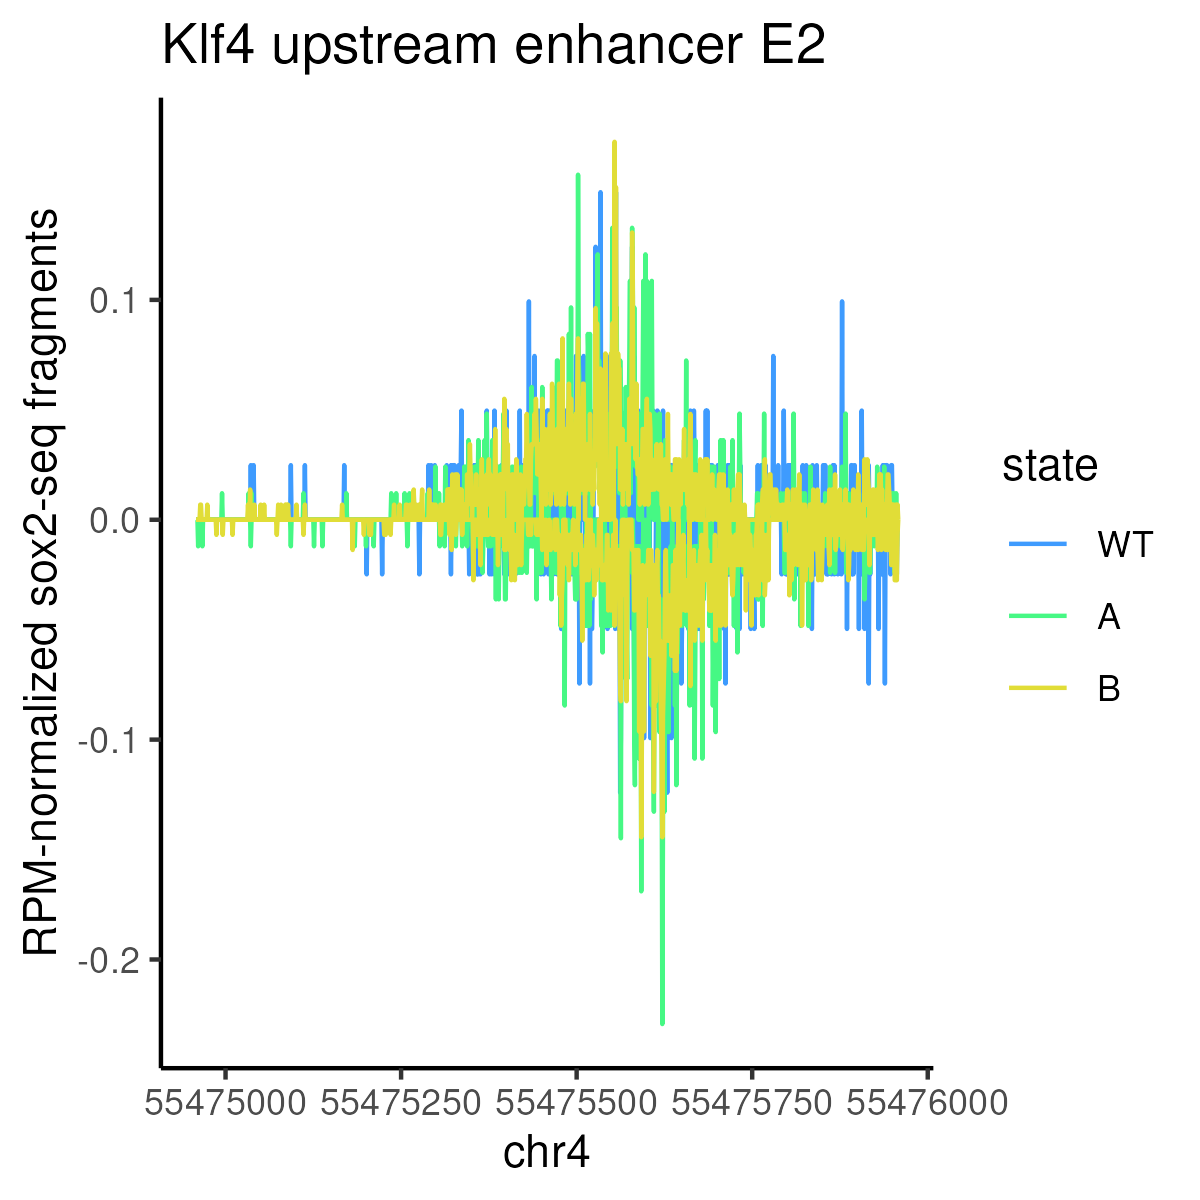 Klf4 upstream enhancer E2
RPM-normalized sox2-seq fragments
0.1
0.0
-0.1
-0.2
55475000
55475250
55475500
55475750
55476000
chr4
state
WT
A
B